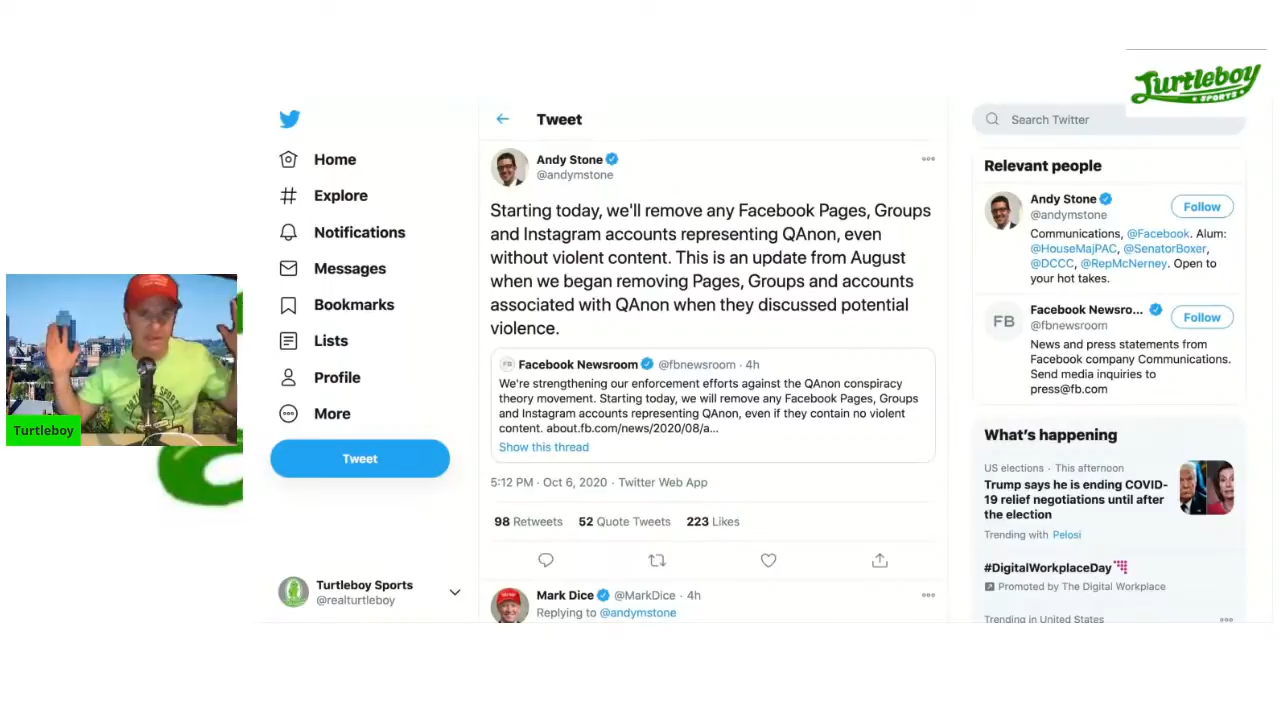 Turtleboy
SPORTS
Home
Explore
Notifications
Messages
Bookmarks
Lists
Profile
More
Tweet
Turtleboy Sports
@realturtleboy
Turtleboy
Tweet
Andy Stone
@andymstone
Starting today, we'll remove any Facebook Pages, Groups
and Instagram accounts representing QAnon, even
without violent content. This is an update from August
when we began removing Pages, Groups and accounts
associated with QAnon when they discussed potential
violence.
FB Facebook Newsroom @fbnewsroom · 4h
We're strengthening our enforcement efforts against the QAnon conspiracy
theory movement. Starting today, we will remove any Facebook Pages, Groups
and Instagram accounts representing QAnon, even if they contain no violent
content. about.fb.com/news/2020/08/a...
Show this thread
5:12 PM · Oct 6, 2020 · Twitter Web App
98 Retweets 52 Quote Tweets 223 Likes
Mark Dice @MarkDice · 4h
Replying to @andymstone
Search Twitter
Relevant people
Andy Stone
@andymstone
Follow
Communications, @Facebook. Alum:
@HouseMajPAC, @SenatorBoxer,
@DCCC, @RepMcNerney. Open to
your hot takes.
FB
Facebook Newsro...
@fbnewsroom
Follow
News and press statements from
Facebook company Communications.
Send media inquiries to
press@fb.com
What's happening
US elections · This afternoon
Trump says he is ending COVID-
19 relief negotiations until after
the election
Trending with Pelosi
#DigitalWorkplaceDay
Promoted by The Digital Workplace
Trending in United States